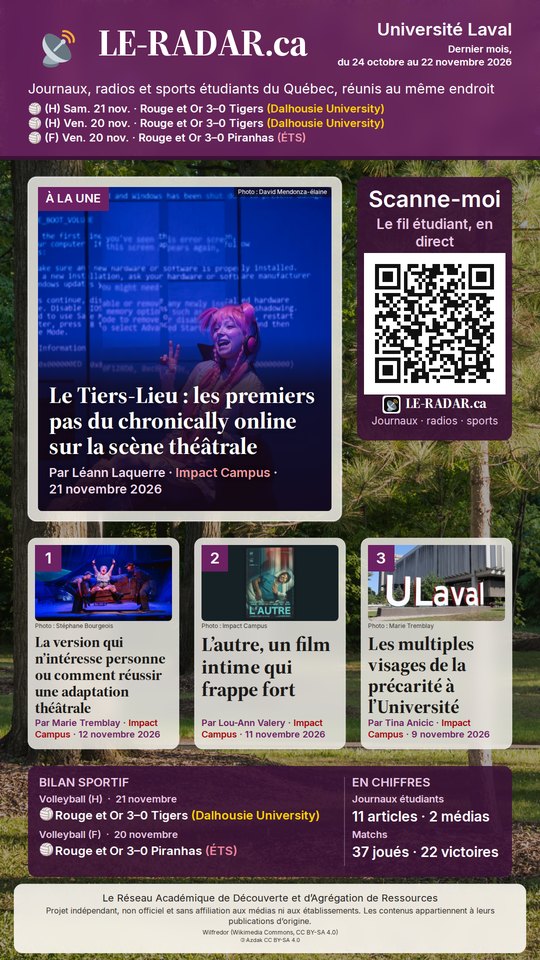 LE-RADAR.ca
Université Laval
Dernier mois,
du 24 octobre au 22 novembre 2026
Journaux, radios et sports étudiants du Québec, réunis au même endroit
(H) Sam. 21 nov. · Rouge et Or 3–0 Tigers (Dalhousie University)
(H) Ven. 20 nov. · Rouge et Or 3–0 Tigers (Dalhousie University)
(F) Ven. 20 nov. · Rouge et Or 3–0 Piranhas (ÉTS)
À LA UNE
Photo : David Mendonza-élaine
Le Tiers-Lieu : les premiers
pas du chronically online
sur la scène théâtrale
Par Léann Laquerre · Impact Campus ·
21 novembre 2026
Scanne-moi
Le fil étudiant, en
direct
LE-RADAR.ca
Journaux · radios · sports
1
Photo : Stéphane Bourgeois
La version qui
n'intéresse personne
ou comment réussir
une adaptation
théâtrale
Par Marie Tremblay · Impact
Campus · 12 novembre 2026
2
L'AUTRE
Photo : Impact Campus
L'autre, un film
intime qui
frappe fort
Par Lou-Ann Valery · Impact
Campus · 11 novembre 2026
3
ULaval
Photo : Marie Tremblay
Les multiples
visages de la
précarité à
l'Université
Par Tina Anicic · Impact
Campus · 9 novembre 2026
BILAN SPORTIF
Volleyball (H) · 21 novembre
Rouge et Or 3–0 Tigers (Dalhousie University)
Volleyball (F) · 20 novembre
Rouge et Or 3–0 Piranhas (ÉTS)
EN CHIFFRES
Journaux étudiants
11 articles · 2 médias
Matchs
37 joués · 22 victoires
Le Réseau Académique de Découverte et d'Agrégation de Ressources
Projet indépendant, non officiel et sans affiliation aux médias ni aux établissements. Les contenus appartiennent à leurs
publications d'origine.
Wilfredor (Wikimedia Commons, CC BY-SA 4.0)
@Azdak CC BY-SA 4.0